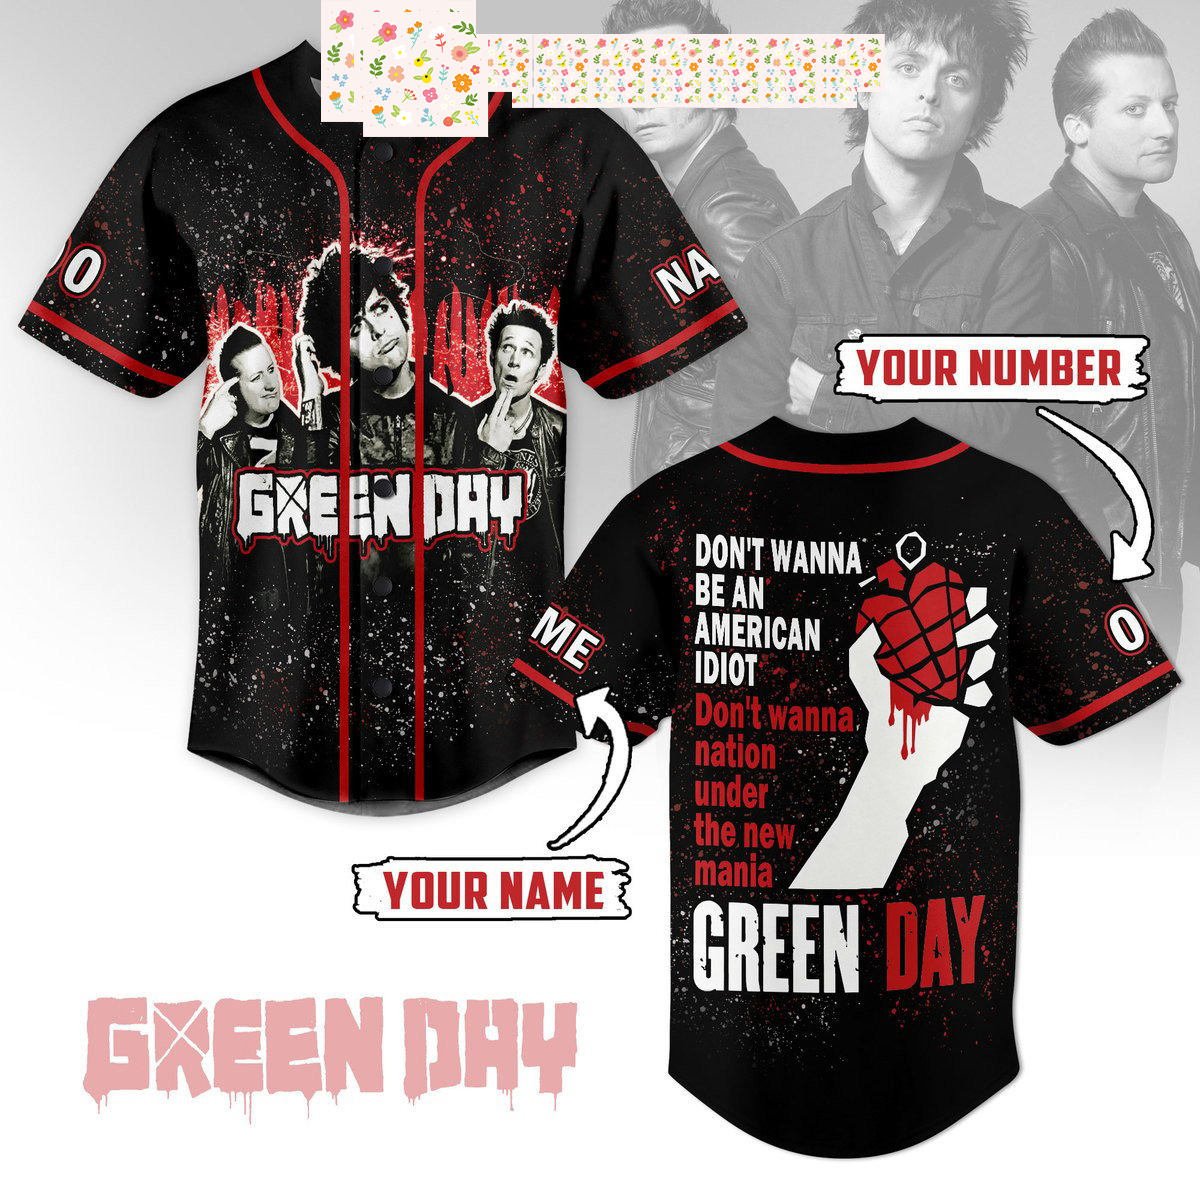 00
NA
GREEN DAY
YOUR NUMBER
DON'T WANNA
BE AN
AMERICAN
IDIOT
Don't wanna
nation
under
the new
mania
GREEN DAY
ME
0
YOUR NAME
GREEN DAY